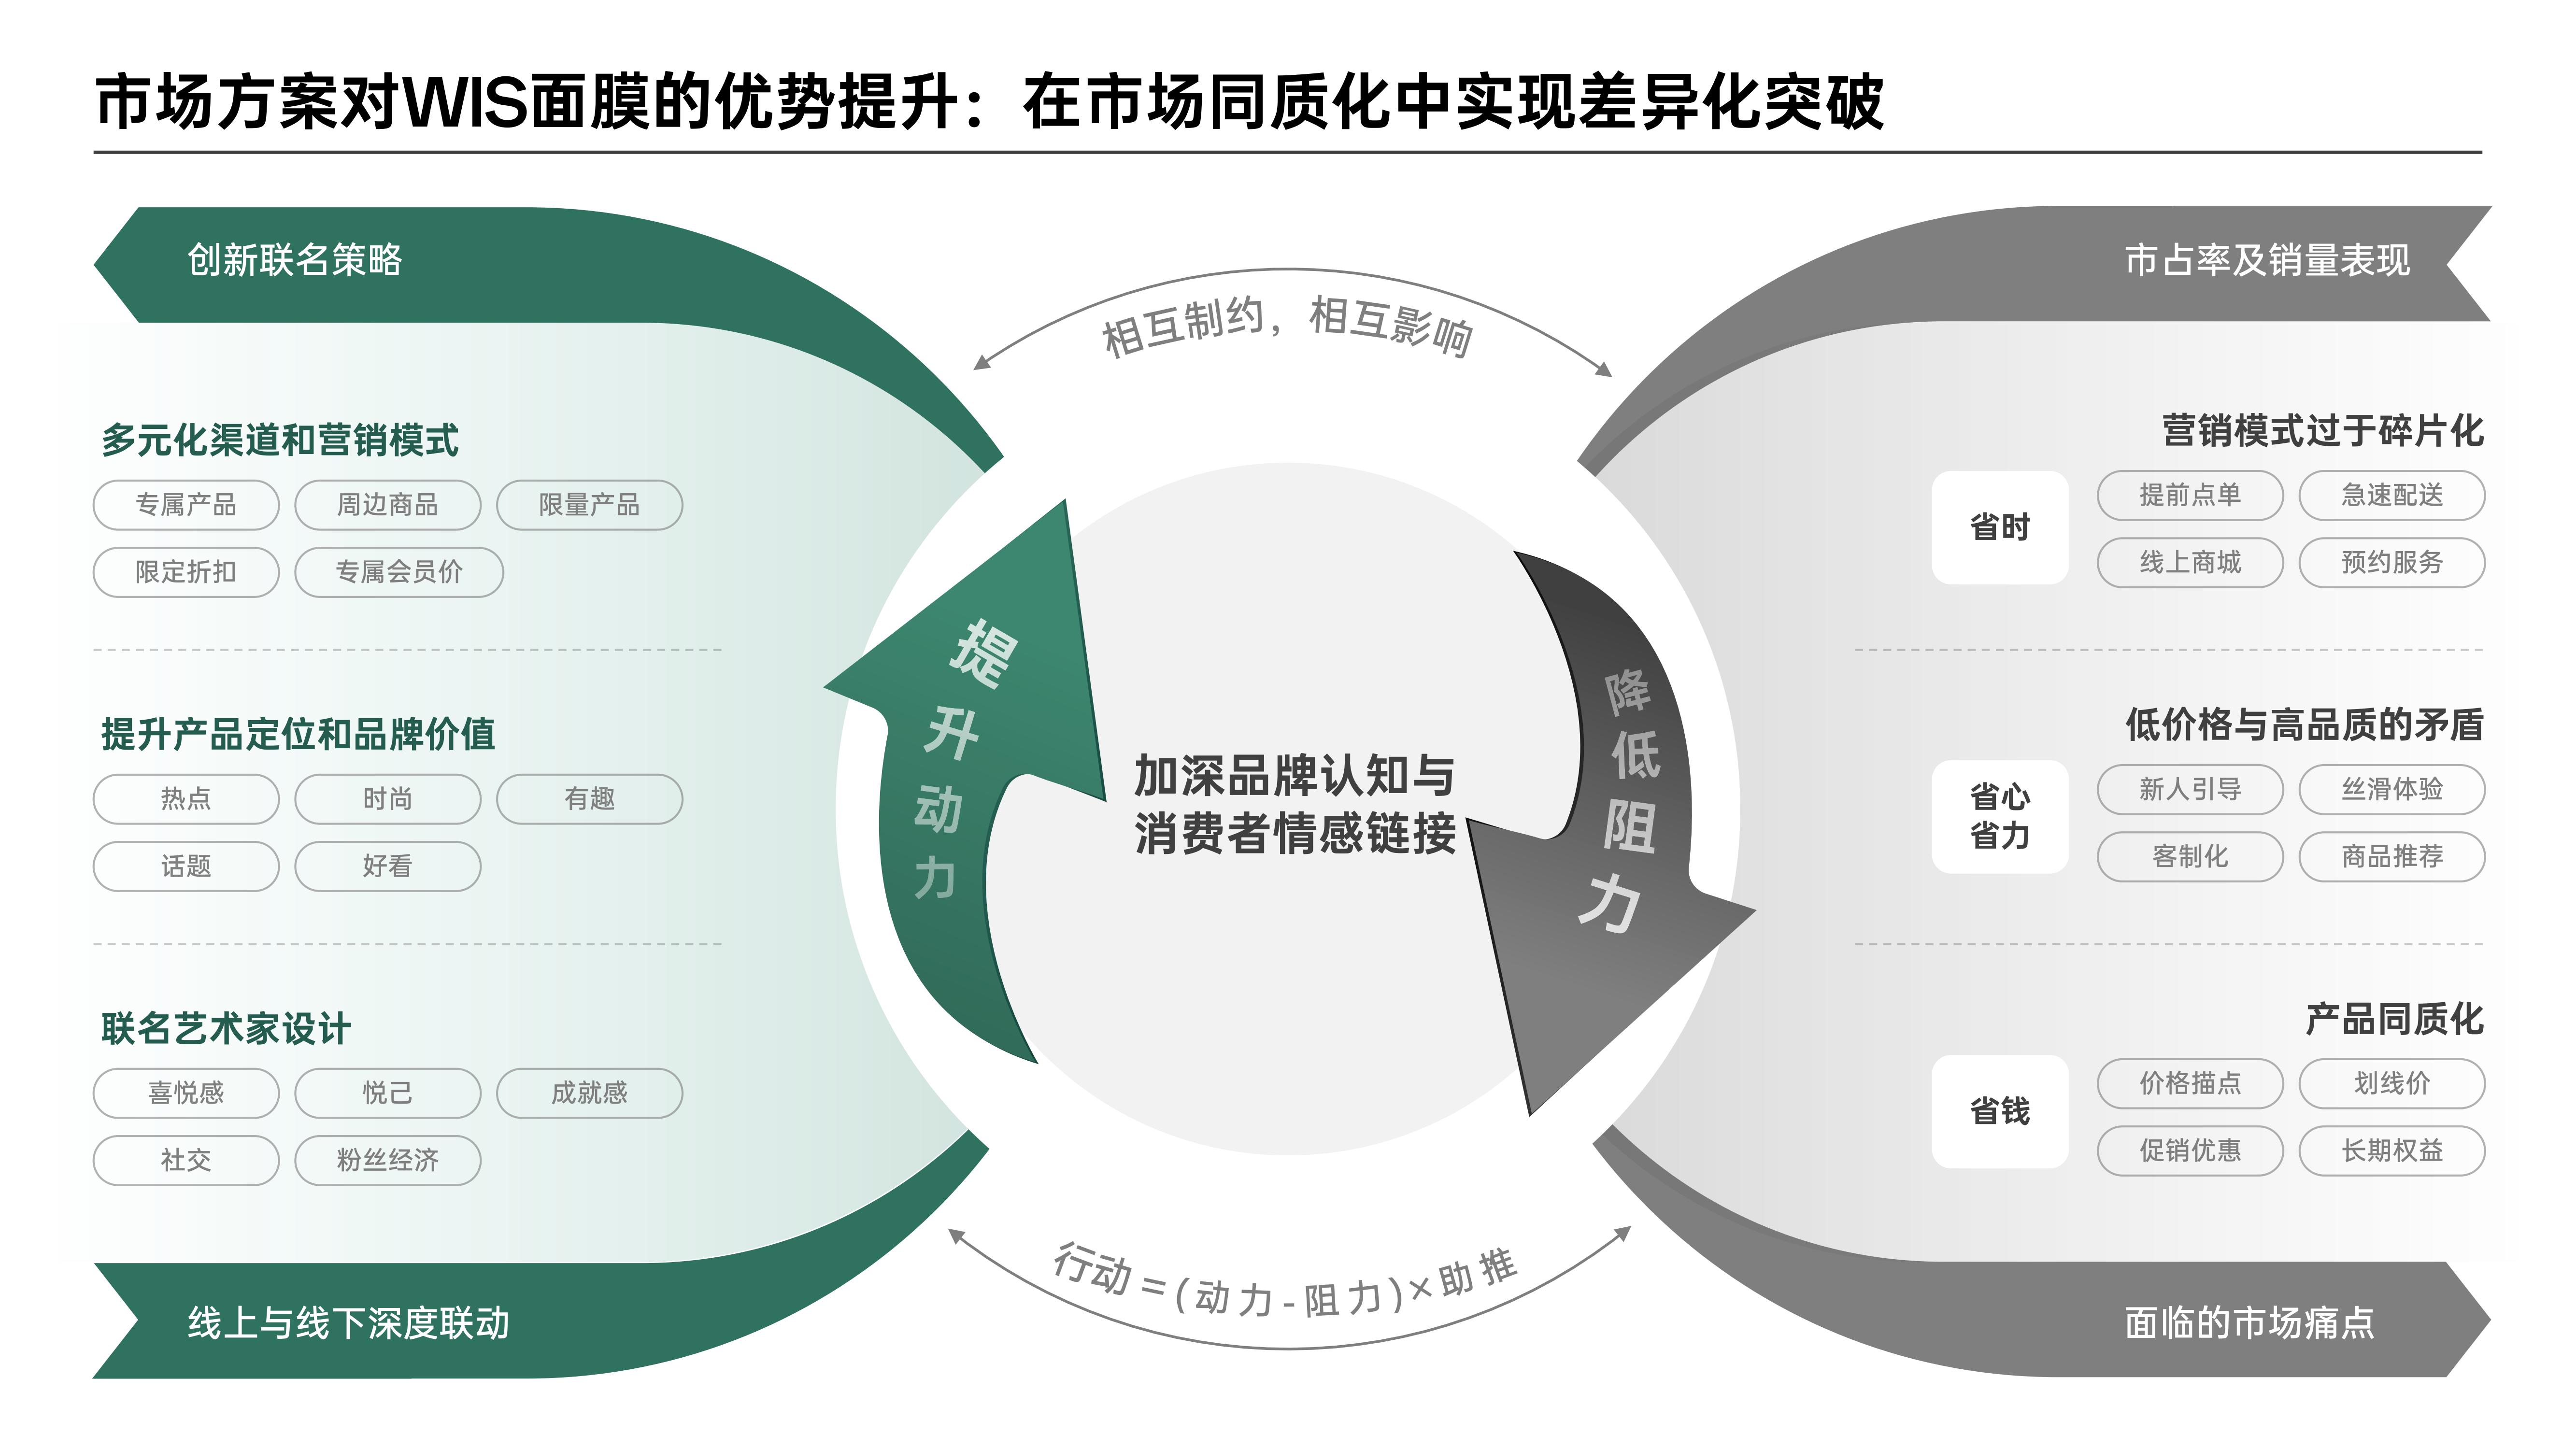 市场方案对WIS面膜的优势提升：在市场同质化中实现差异化突破
创新联名策略
多元化渠道和营销模式
专属产品 周边商品 限量产品
限定折扣 专属会员价
提升产品定位和品牌价值
热点 时尚 有趣
话题 好看
联名艺术家设计
喜悦感 悦己 成就感
社交 粉丝经济
线上与线下深度联动
相互制约，相互影响
提升动力
加深品牌认知与
消费者情感链接
降低阻力
行动=(动力-阻力)×助推
市占率及销量表现
营销模式过于碎片化
省时
提前点单 急速配送
线上商城 预约服务
低价格与高品质的矛盾
省心
省力
新人引导 丝滑体验
客制化 商品推荐
产品同质化
省钱
价格描点 划线价
促销优惠 长期权益
面临的市场痛点